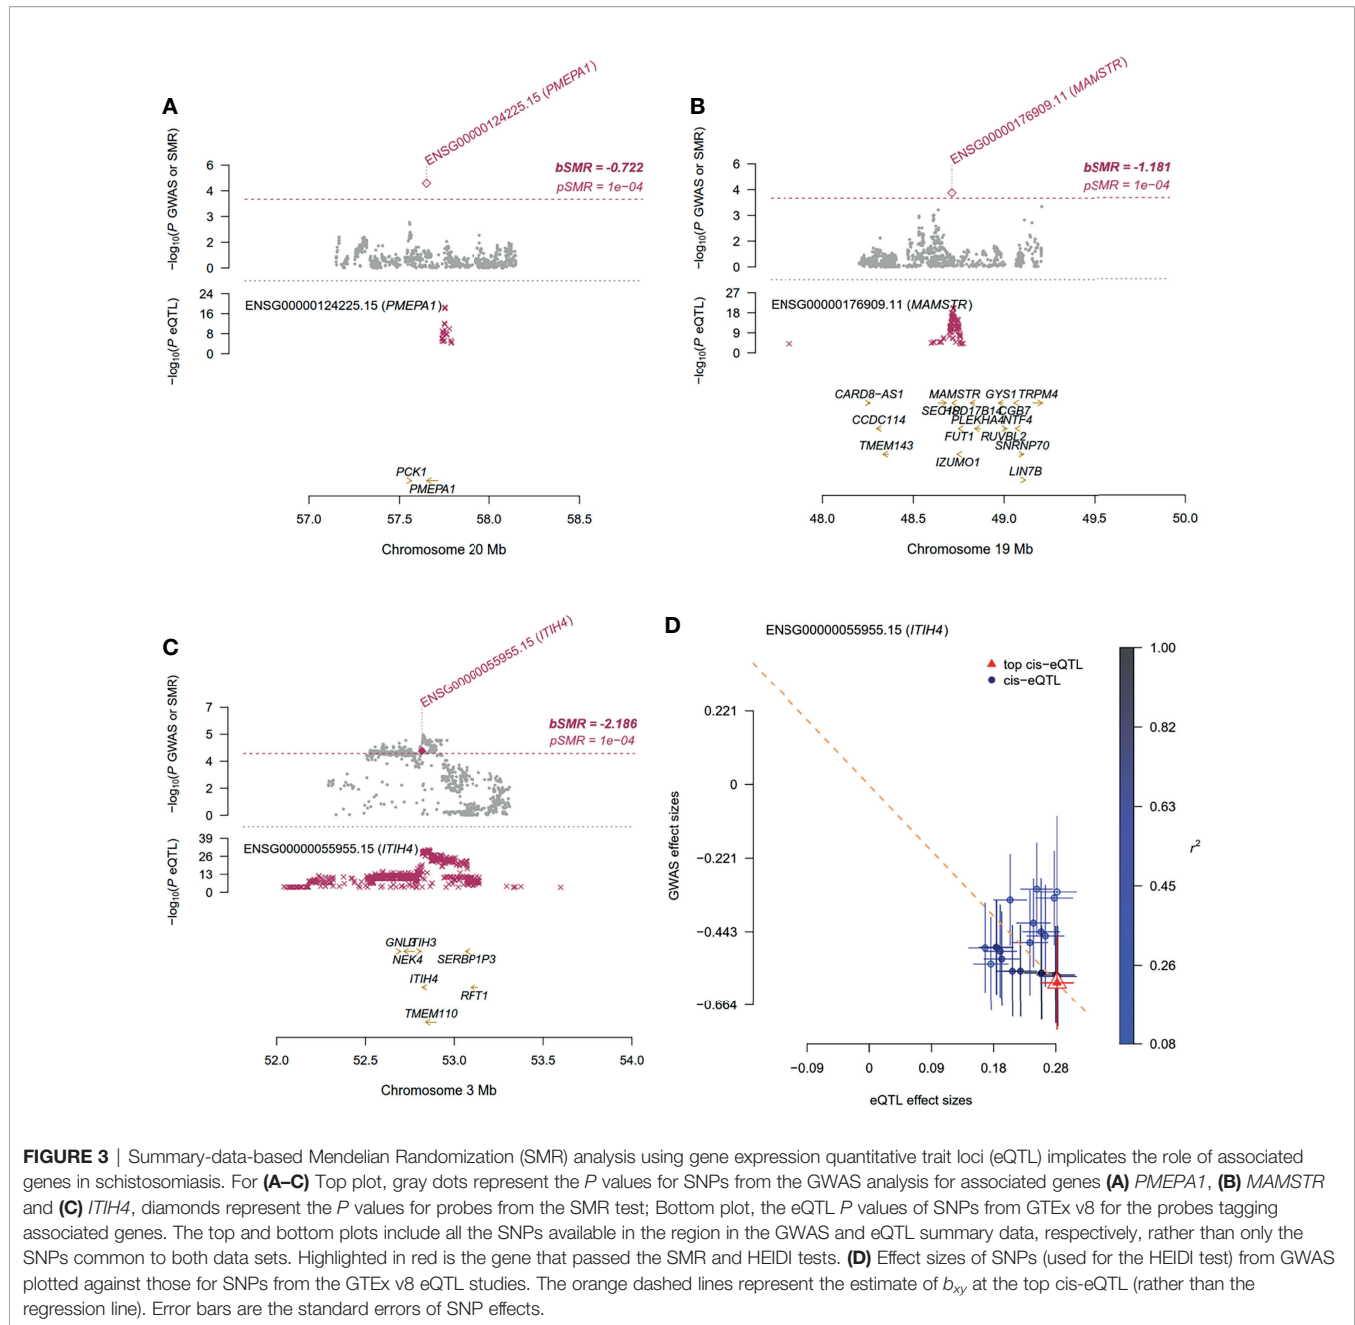 A
ENSG00000124225.15 (PMEPA1)
−log10(P GWAS or SMR)
6
4
3
2
0
bSMR = -0.722
pSMR = 1e−04
−log10(P eQTL)
24
16
8
0
ENSG00000124225.15 (PMEPA1)
PCK1
PMEPA1
57.0 57.5 58.0 58.5
Chromosome 20 Mb
B
ENSG00000176909.11 (MAMSTR)
−log10(P GWAS or SMR)
6
4
3
2
0
bSMR = -1.181
pSMR = 1e−04
−log10(P eQTL)
27
18
9
0
ENSG00000176909.11 (MAMSTR)
CARD8−AS1 MAMSTR GYS1 TRPM4
HSD17B14 CGB7
CCDC114 PLEKHA4 NTF4
FUT1 RUVBL2
TMEM143 SNRNP70
IZUMO1
LIN7B
48.0 48.5 49.0 49.5 50.0
Chromosome 19 Mb
C
ENSG00000055955.15 (ITIH4)
−log10(P GWAS or SMR)
7
5
4
2
0
bSMR = -2.186
pSMR = 1e−04
−log10(P eQTL)
39
26
13
0
ENSG00000055955.15 (ITIH4)
GNL3 ITIH3
NEK4 SERBP1P3
ITIH4
RFT1
TMEM110
52.0 52.5 53.0 53.5 54.0
Chromosome 3 Mb
D
ENSG00000055955.15 (ITIH4)
top cis−eQTL
cis−eQTL
GWAS effect sizes
0.221
0
−0.221
−0.443
−0.664
−0.09 0 0.09 0.18 0.28
eQTL effect sizes
1.00
0.82
0.63
0.45
0.26
0.08
r2
FIGURE 3 | Summary-data-based Mendelian Randomization (SMR) analysis using gene expression quantitative trait loci (eQTL) implicates the role of associated
genes in schistosomiasis. For (A–C) Top plot, gray dots represent the P values for SNPs from the GWAS analysis for associated genes (A) PMEPA1, (B) MAMSTR
and (C) ITIH4, diamonds represent the P values for probes from the SMR test; Bottom plot, the eQTL P values of SNPs from GTEx v8 for the probes tagging
associated genes. The top and bottom plots include all the SNPs available in the region in the GWAS and eQTL summary data, respectively, rather than only the
SNPs common to both data sets. Highlighted in red is the gene that passed the SMR and HEIDI tests. (D) Effect sizes of SNPs (used for the HEIDI test) from GWAS
plotted against those for SNPs from the GTEx v8 eQTL studies. The orange dashed lines represent the estimate of bxy at the top cis-eQTL (rather than the
regression line). Error bars are the standard errors of SNP effects.